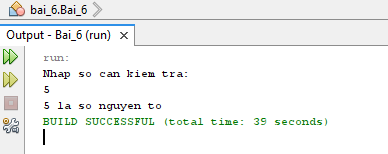 bai_6.Bai_6
Output - Bai_6 (run)
run:
Nhap so can kiem tra:
5
5 la so nguyen to
BUILD SUCCESSFUL (total time: 39 seconds)